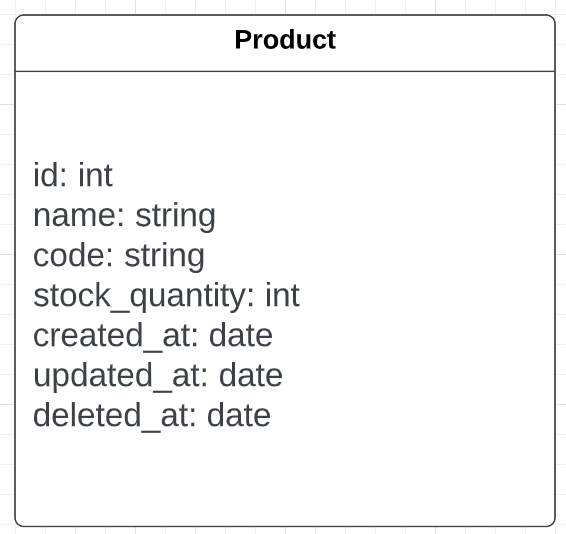 Product
id: int
name: string
code: string
stock_quantity: int
created_at: date
updated_at: date
deleted_at: date